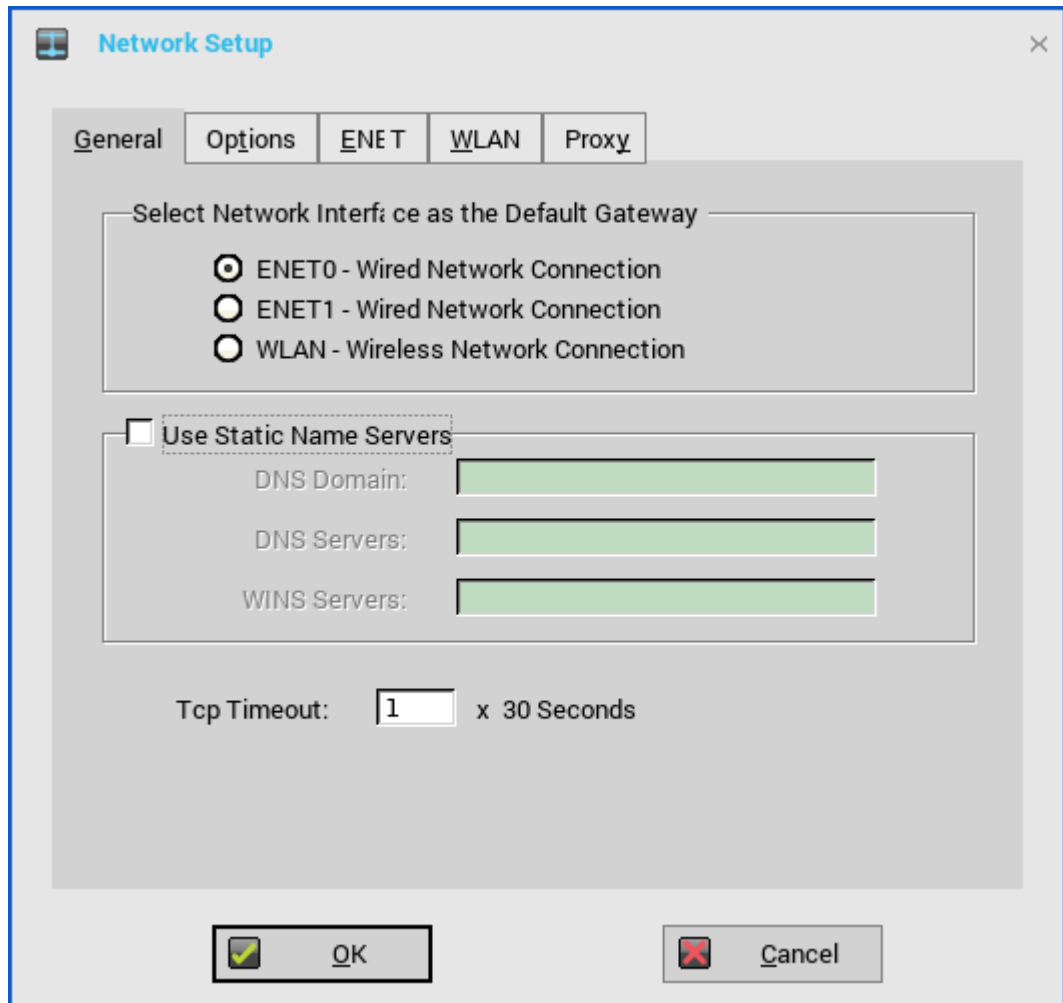 Network Setup
General Options ENET WLAN Proxy
Select Network Interface as the Default Gateway
ENET0 - Wired Network Connection
ENET1 - Wired Network Connection
WLAN - Wireless Network Connection
Use Static Name Servers
DNS Domain:
DNS Servers:
WINS Servers:
Tcp Timeout: 1 x 30 Seconds
OK Cancel